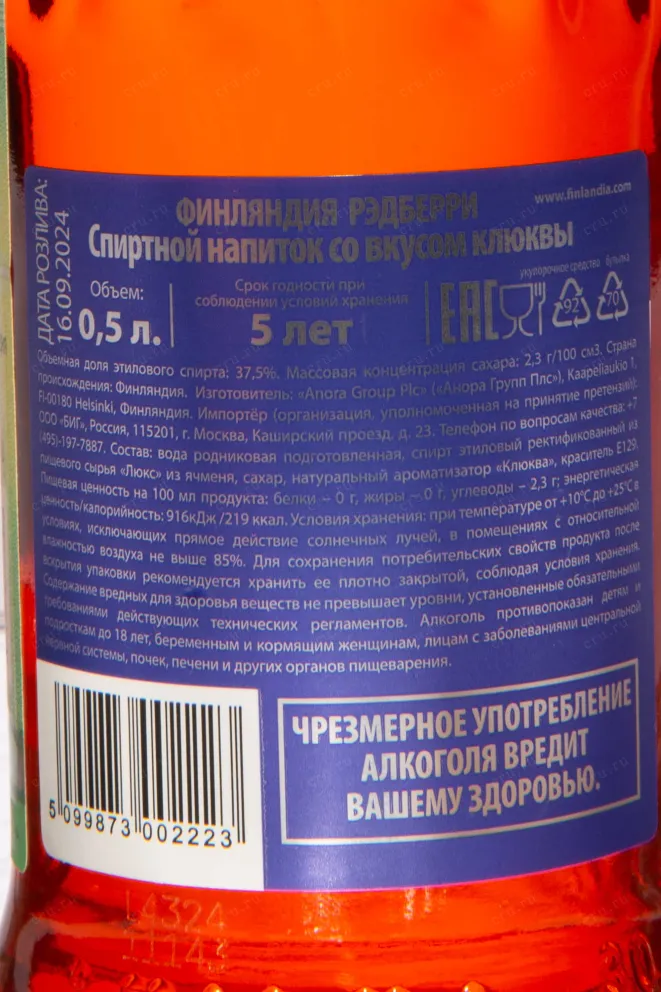 www.finlandia.com
ФИНЛЯНДИЯ РЭДБЕРРИ
Спиртной напиток со вкусом клюквы
ДАТА РОЗЛИВА:
16.09.2024
Объем:
0,5 л.
Срок годности при
соблюдении условий хранения
5 лет
укупорочное средство бутылка
EAC
92
70
Объемная доля этилового спирта: 37,5%. Массовая концентрация сахара: 2,3 г/100 см3. Страна
происхождения: Финляндия. Изготовитель: «Anora Group Plc» («Анора Групп Плс»), Kaapeliaukio 1,
FI-00180 Helsinki, Финляндия. Импортёр (организация, уполномоченная на принятие претензий):
ООО «БИГ», Россия, 115201, г. Москва, Каширский проезд, д. 23. Телефон по вопросам качества: +7
(495)-197-7887. Состав: вода родниковая подготовленная, спирт этиловый ректификованный из
пищевого сырья «Люкс» из ячменя, сахар, натуральный ароматизатор «Клюква», краситель E129.
Пищевая ценность на 100 мл продукта: белки – 0 г, жиры – 0 г, углеводы – 2,3 г; энергетическая
ценность/калорийность: 916кДж /219 ккал. Условия хранения: при температуре от +10°C до +25°C в
условиях, исключающих прямое действие солнечных лучей, в помещениях с относительной
влажностью воздуха не выше 85%. Для сохранения потребительских свойств продукта после
вскрытия упаковки рекомендуется хранить ее плотно закрытой, соблюдая условия хранения.
Содержание вредных для здоровья веществ не превышает уровни, установленные обязательными
требованиями действующих технических регламентов. Алкоголь противопоказан детям и
подросткам до 18 лет, беременным и кормящим женщинам, лицам с заболеваниями центральной
нервной системы, почек, печени и других органов пищеварения.
ЧРЕЗМЕРНОЕ УПОТРЕБЛЕНИЕ
АЛКОГОЛЯ ВРЕДИТ
ВАШЕМУ ЗДОРОВЬЮ.
5 099873 002223
L4324